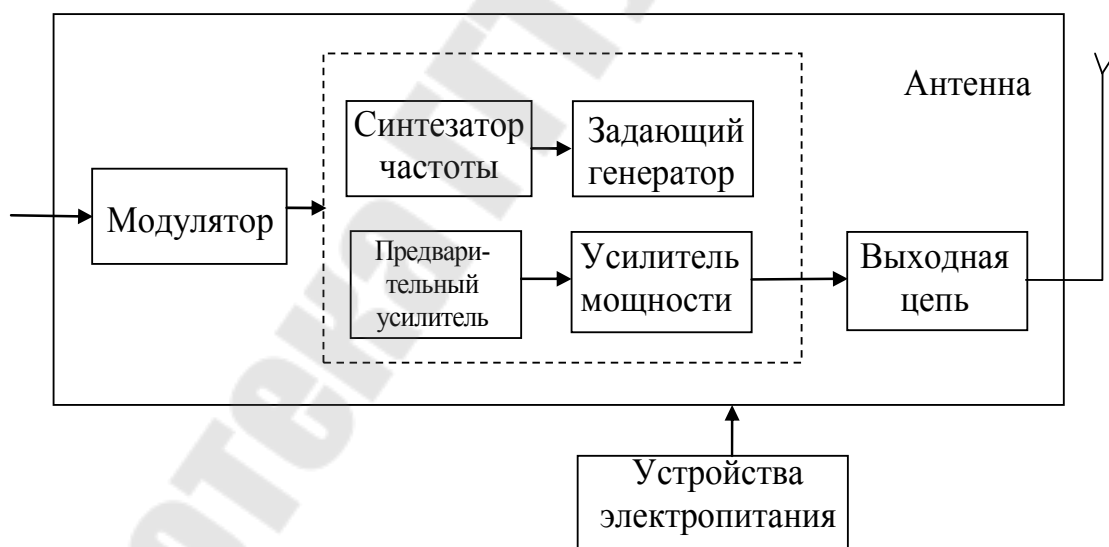 Антенна
Синтезатор
частоты
Задающий
генератор
Модулятор
Предвари-
тельный
усилитель
Усилитель
мощности
Выходная
цепь
Устройства
электропитания